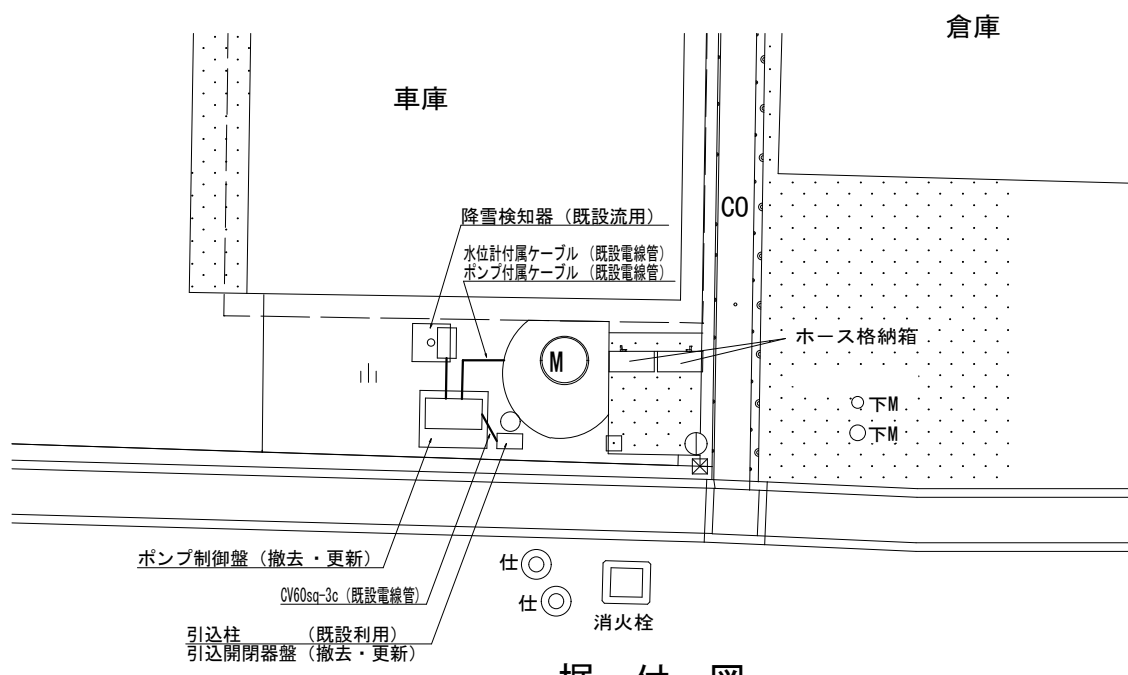 倉庫
車庫
CO
降雪検知器（既設流用）
水位計付属ケーブル（既設電線管）
ポンプ付属ケーブル（既設電線管）
ホース格納箱
M
下M
下M
ポンプ制御盤（撤去・更新）
CV60sq-3c（既設電線管）
引込柱　　　（既設利用）
引込開閉器盤（撤去・更新）
仕
仕
消火栓
据 付 図